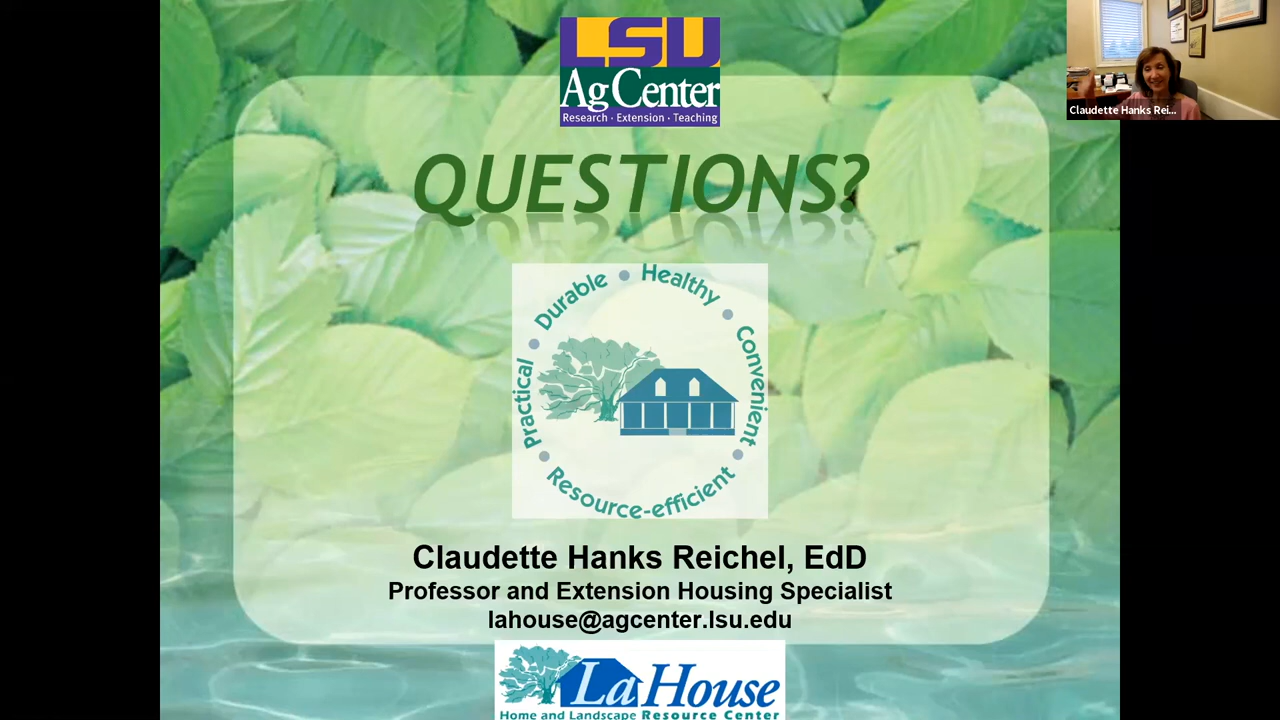 LSU
AgCenter
Research · Extension · Teaching
Claudette Hanks Rei...
QUESTIONS?
Practical • Durable • Healthy • Convenient • Resource-efficient
Claudette Hanks Reichel, EdD
Professor and Extension Housing Specialist
lahouse@agcenter.lsu.edu
LaHouse
Home and Landscape Resource Center